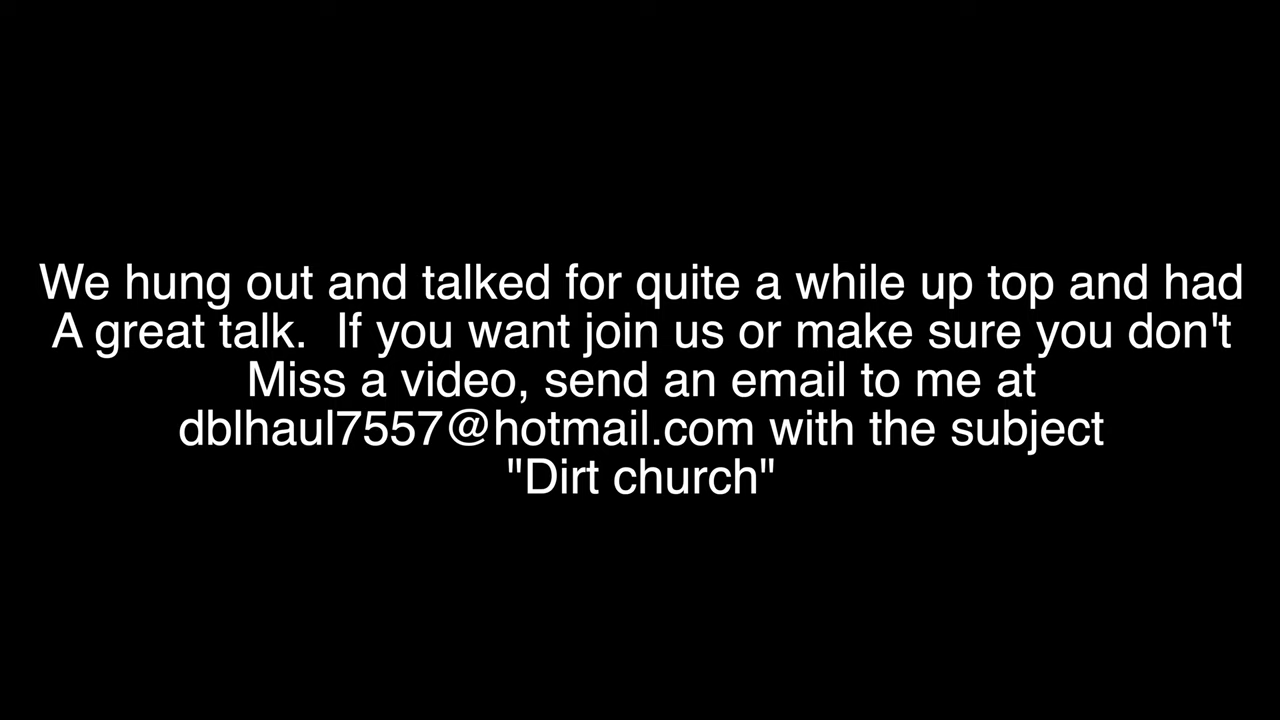 We hung out and talked for quite a while up top and had
A great talk.  If you want join us or make sure you don't
Miss a video, send an email to me at
dblhaul7557@hotmail.com with the subject
"Dirt church"